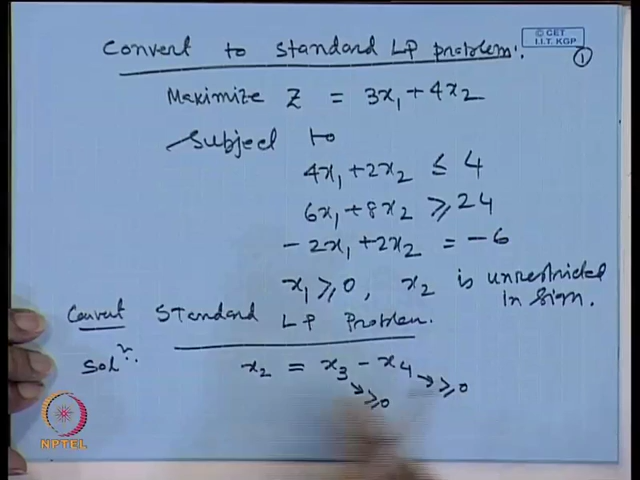 © CET
I.I.T. KGP
Convert to Standard LP problem:
①
Maximize Z = 3x₁ + 4x₂
Subject to
4x₁ + 2x₂ ≤ 4
6x₁ + 8x₂ ≥ 24
- 2x₁ + 2x₂ = - 6
x₁ ≥ 0, x₂ is unrestricted
in sign.
Convert Standard LP Problem.
Solⁿ:
x₂ = x₃ - x₄ → ≥ 0
→ ≥ 0
NPTEL